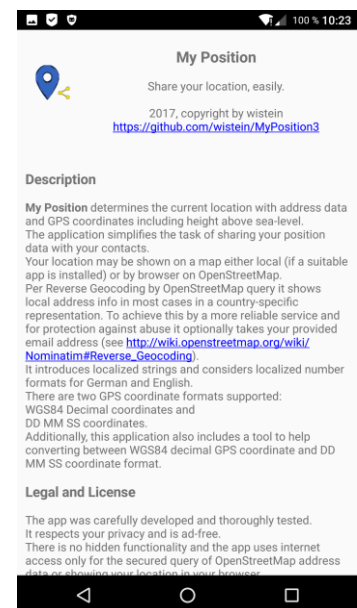 100 % 10:23
My Position
Share your location, easily.
2017, copyright by wistein
https://github.com/wistein/MyPosition3
Description
My Position determines the current location with address data
and GPS coordinates including height above sea-level.
The application simplifies the task of sharing your position
data with your contacts.
Your location may be shown on a map either local (if a suitable
app is installed) or by browser on OpenStreetMap.
Per Reverse Geocoding by OpenStreetMap query it shows
local address info in most cases in a country-specific
representation. To achieve this by a more reliable service and
for protection against abuse it optionally takes your provided
email address (see http://wiki.openstreetmap.org/wiki/
Nominatim#Reverse_Geocoding).
It introduces localized strings and considers localized number
formats for German and English.
There are two GPS coordinate formats supported:
WGS84 Decimal coordinates and
DD MM SS coordinates.
Additionally, this application also includes a tool to help
converting between WGS84 decimal GPS coordinate and DD
MM SS coordinate format.
Legal and License
The app was carefully developed and thoroughly tested.
It respects your privacy and is ad-free.
There is no hidden functionality and the app uses internet
access only for the secured query of OpenStreetMap address
data or showing your location in your browser